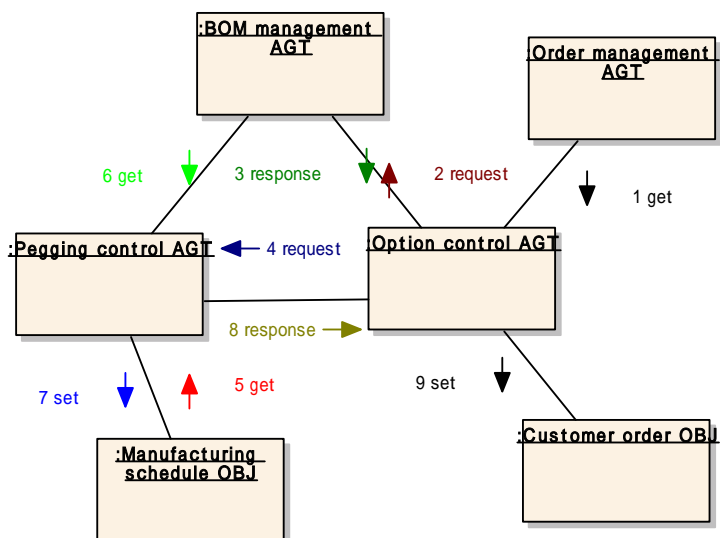 :BOM management
AGT
:Order management
AGT
6 get
3 response
2 request
1 get
:Pegging control AGT
4 request
:Option control AGT
8 response
7 set
5 get
9 set
:Manufacturing
schedule OBJ
:Customer order OBJ